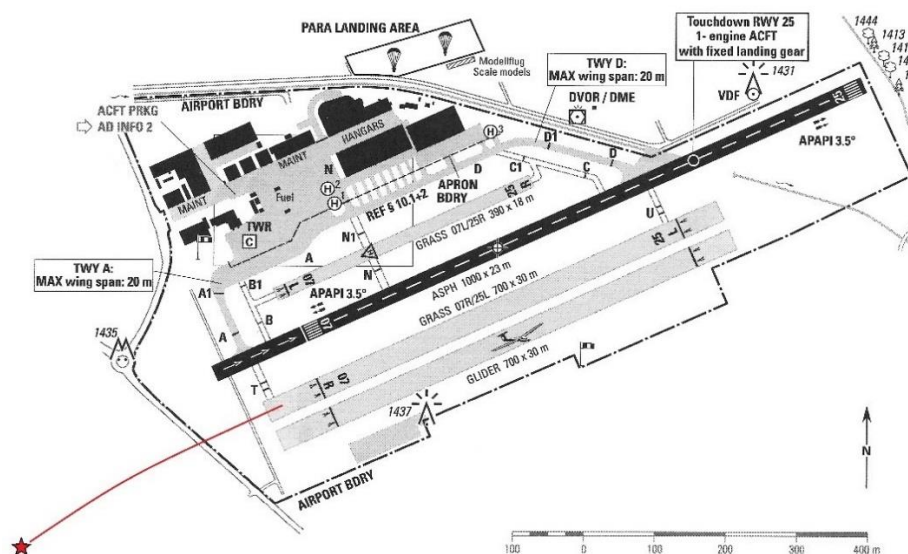 PARA LANDING AREA
Modellflug
Scale models
Touchdown RWY 25
1- engine ACFT
with fixed landing gear
1444
1413
1431
VDF
TWY D:
MAX wing span: 20 m
DVOR / DME
AIRPORT BDRY
ACFT PRKG
AD INFO 2
HANGARS
MAINT
MAINT
Fuel
N
H 2
H
H 3
D1
D
D
C1
C
APRON
BDRY
REF § 10.1+2
25
APAPI 3.5°
TWR
C
25
R
GRASS 07L/25R 390 x 18 m
U
N1
N
A
TWY A:
MAX wing span: 20 m
A1
B1
07
L
APAPI 3.5°
B
A
07
ASPH 1000 x 23 m
25
L
GRASS 07R/25L 700 x 30 m
1435
T
07
R
GLIDER 700 x 30 m
1437
AIRPORT BDRY
N
100 0 100 200 300 400 m